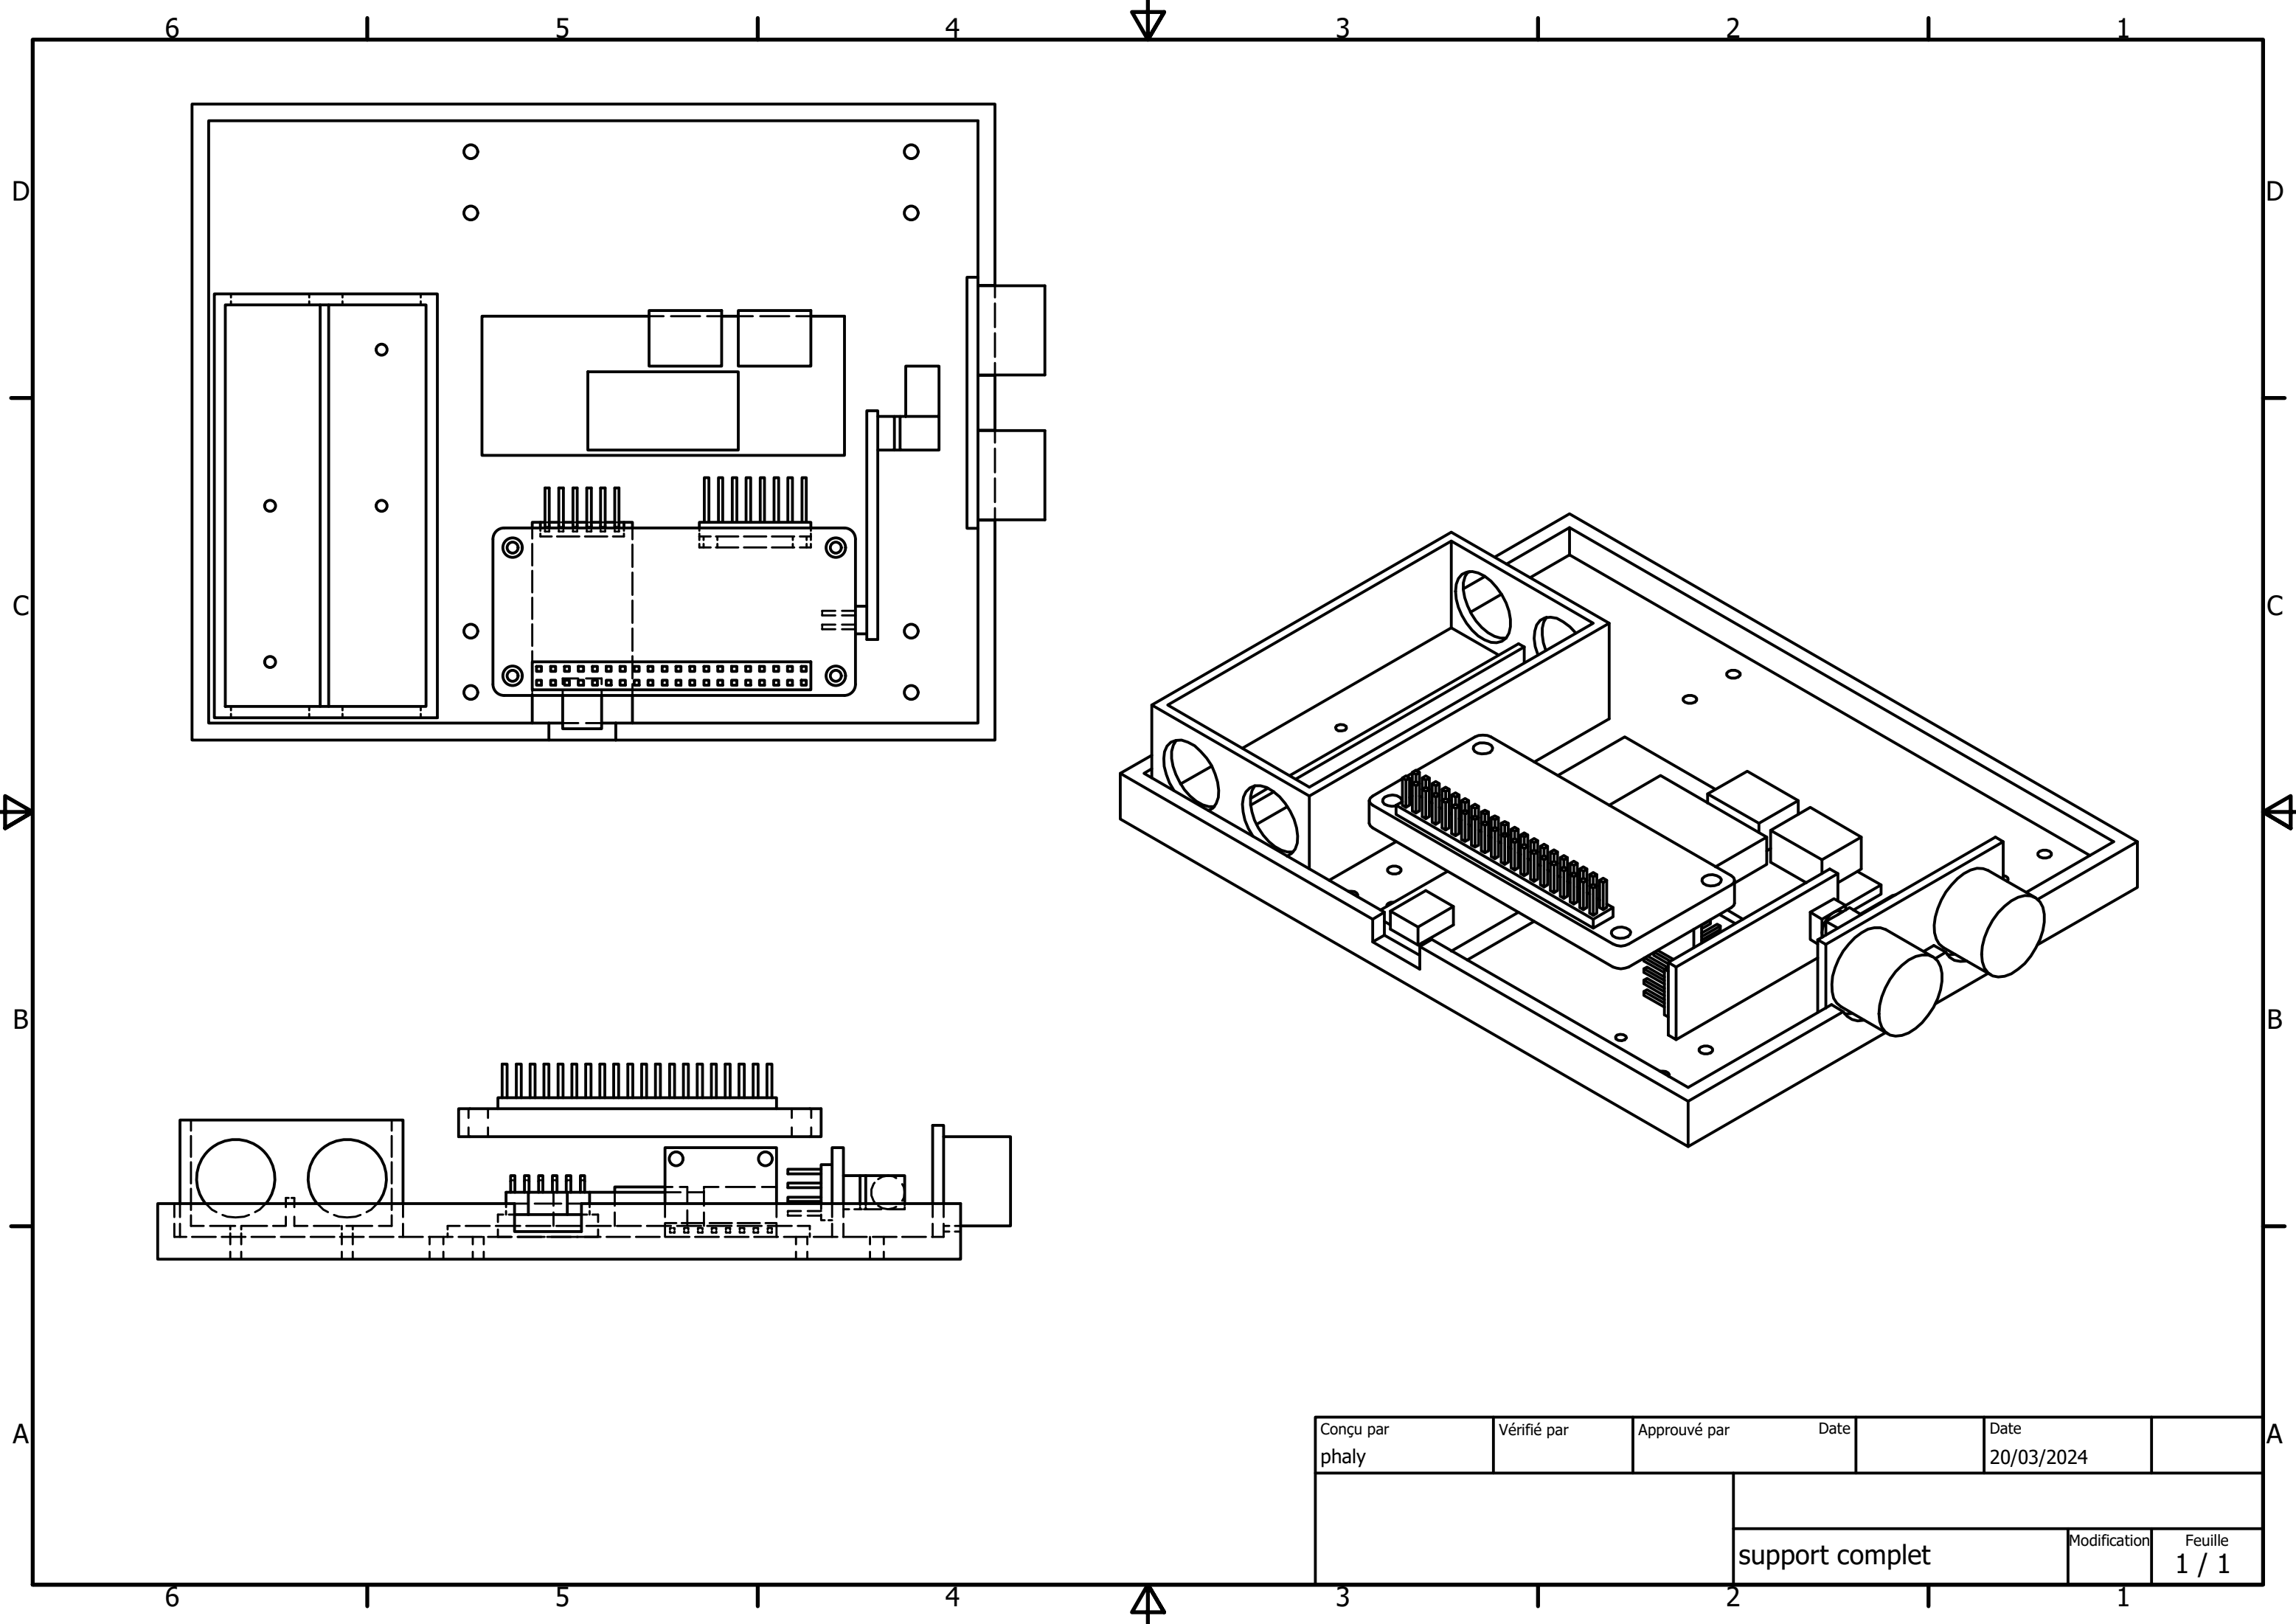 6 5 4 3 2 1
D D
C C
B B
A A
Conçu par
phaly
Vérifié par
Approuvé par
Date
Date
20/03/2024
support complet
Modification
Feuille
1 / 1
6 5 4 3 2 1